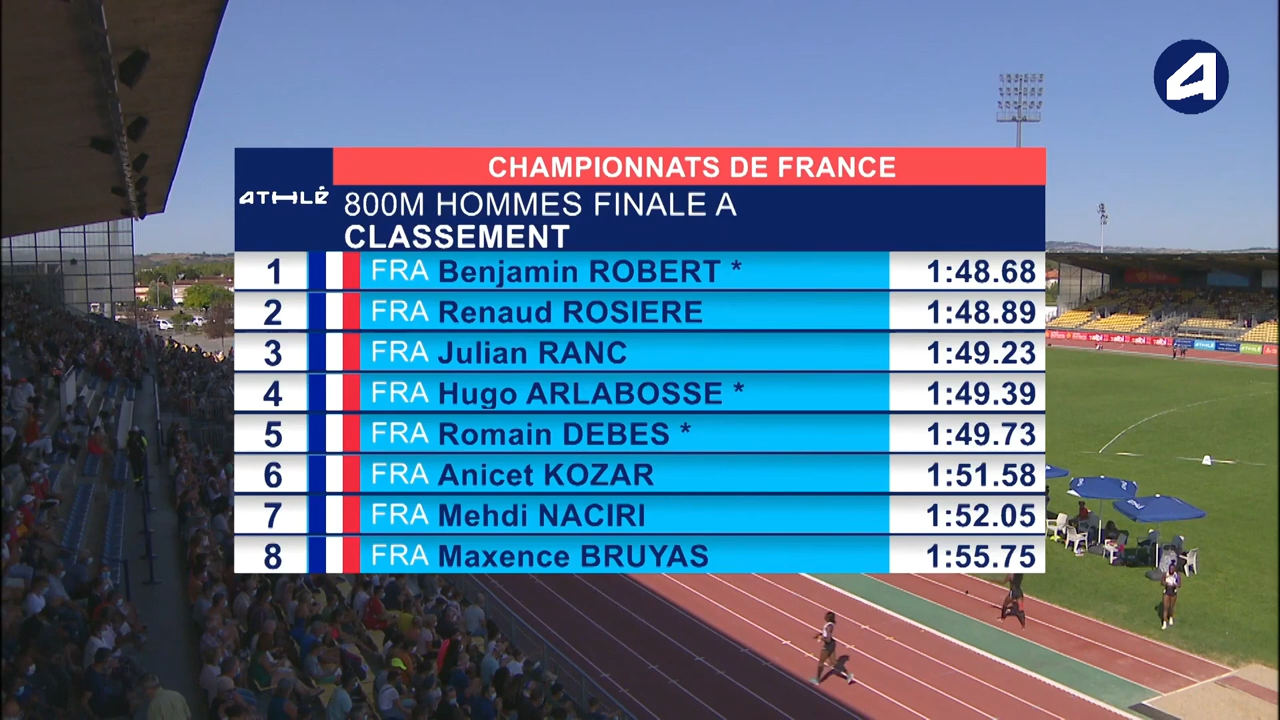 CHAMPIONNATS DE FRANCE
ATHLÉ
800M HOMMES FINALE A
CLASSEMENT
1 FRA Benjamin ROBERT * 1:48.68
2 FRA Renaud ROSIERE 1:48.89
3 FRA Julian RANC 1:49.23
4 FRA Hugo ARLABOSSE * 1:49.39
5 FRA Romain DEBES * 1:49.73
6 FRA Anicet KOZAR 1:51.58
7 FRA Mehdi NACIRI 1:52.05
8 FRA Maxence BRUYAS 1:55.75